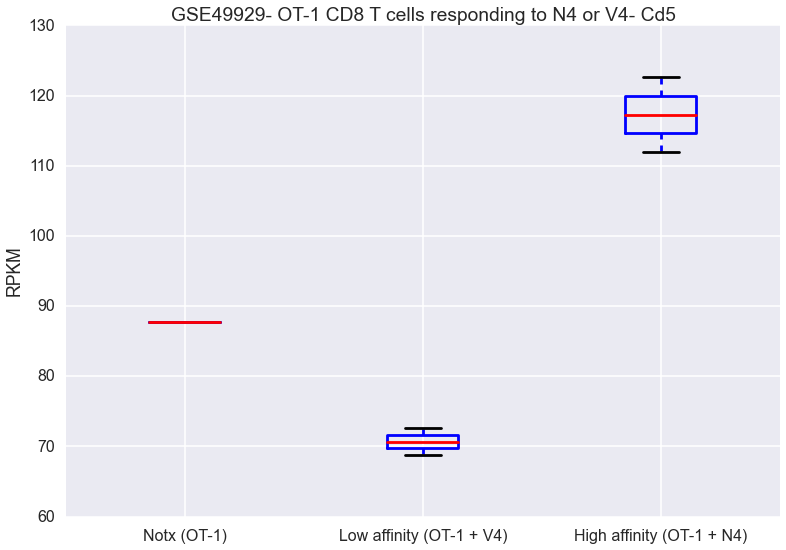 GSE49929- OT-1 CD8 T cells responding to N4 or V4- Cd5
130
120
110
100
90
80
70
60
RPKM
Notx (OT-1)
Low affinity (OT-1 + V4)
High affinity (OT-1 + N4)